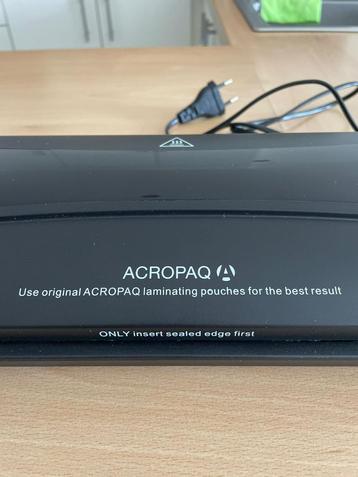 ACROPAQ
Use original ACROPAQ laminating pouches for the best result
ONLY insert sealed edge first